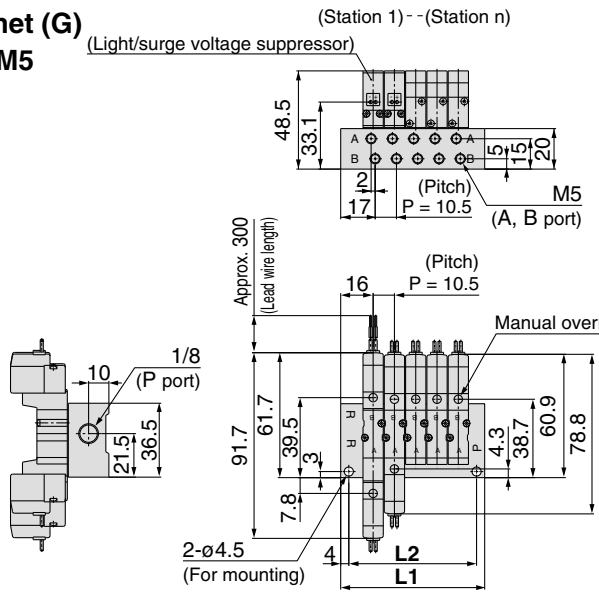 net (G)
M5
(Station 1)--(Station n)
(Light/surge voltage suppressor)
48.5
33.1
A
A
B
B
5
15
20
2
17
(Pitch)
P = 10.5
M5
(A, B port)
Approx. 300
(Lead wire length)
16
(Pitch)
P = 10.5
Manual over
10
1/8
(P port)
21.5
36.5
91.7
61.7
39.5
3
7.8
R
R
B
B
B
B
B
A
A
A
A
A
P
4.3
38.7
60.9
78.8
2-ø4.5
(For mounting)
4
L2
L1